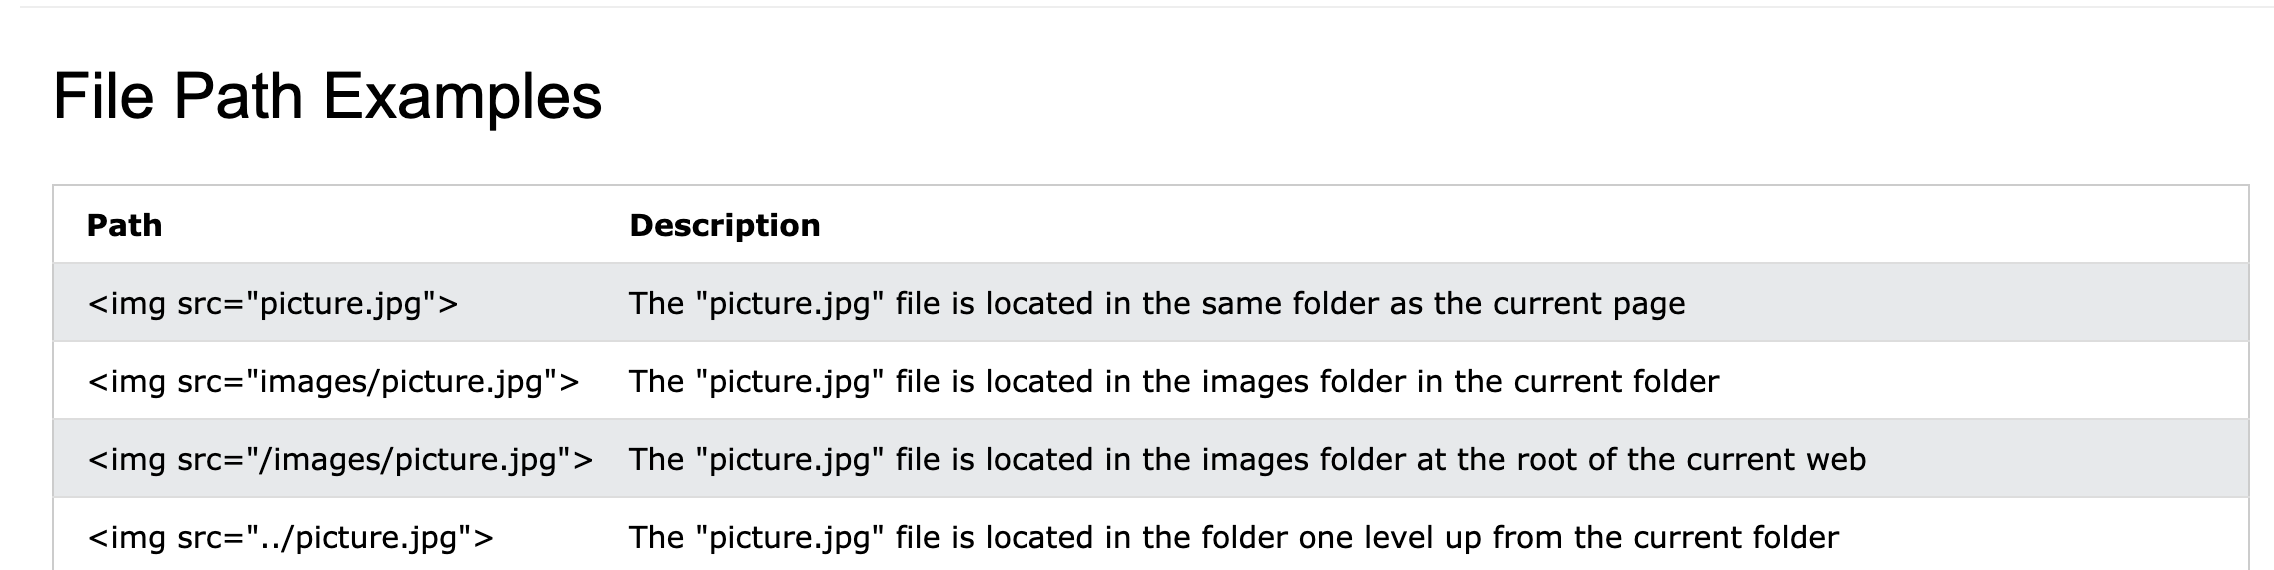 File Path Examples
Path Description
<img src="picture.jpg"> The "picture.jpg" file is located in the same folder as the current page
<img src="images/picture.jpg"> The "picture.jpg" file is located in the images folder in the current folder
<img src="/images/picture.jpg"> The "picture.jpg" file is located in the images folder at the root of the current web
<img src="../picture.jpg"> The "picture.jpg" file is located in the folder one level up from the current folder